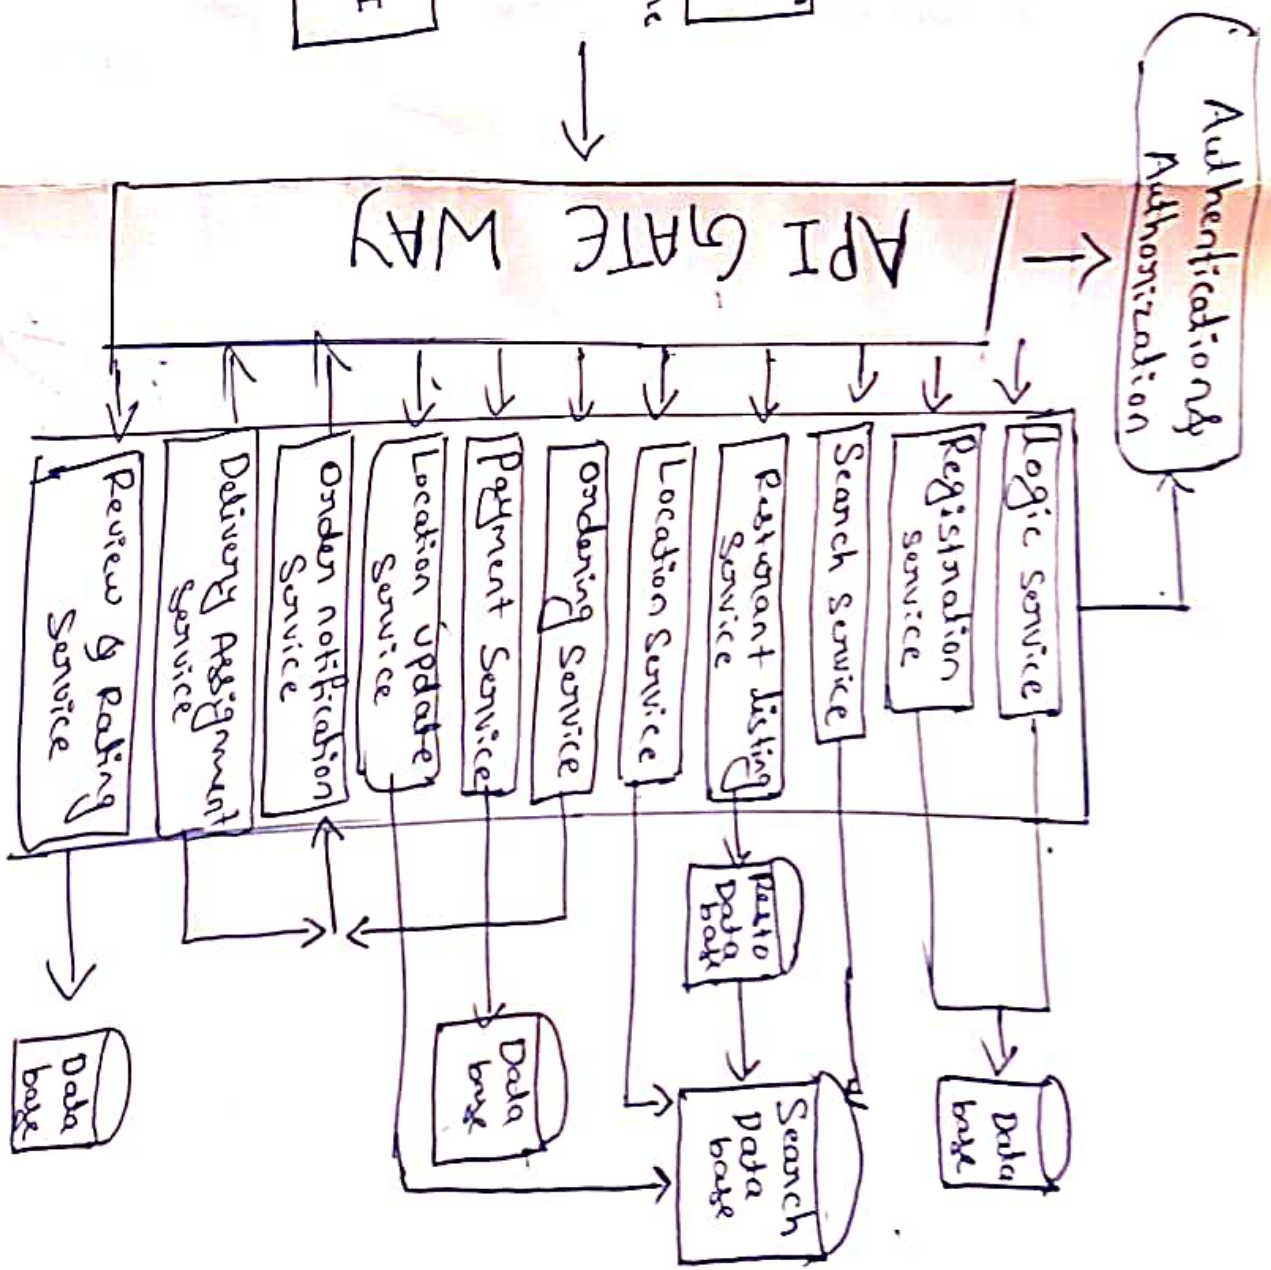 Authentication &
Authorization
API GATE WAY
Logic Service
Registration
service
Search Service
Resturant listing
Service
Location Service
Ordering Service
Payment Service
Location update
Service
Order notification
Service
Delivery Assignment
Service
Review & Rating
Service
Resto
Data
base
Data
base
Data
base
Search
Data
base
Data
base